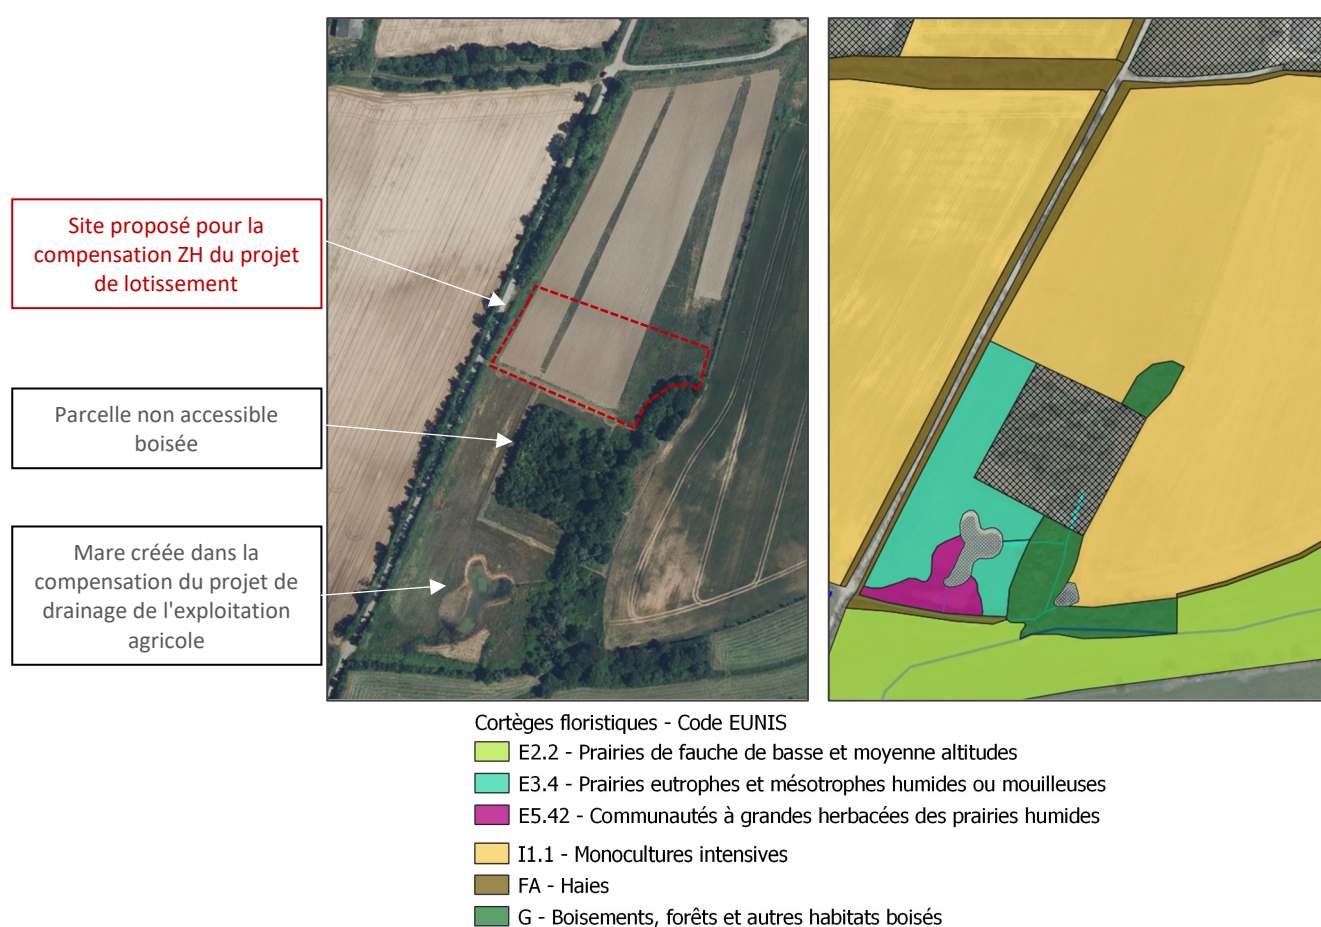 Site proposé pour la
compensation ZH du projet
de lotissement
Parcelle non accessible
boisée
Mare créée dans la
compensation du projet de
drainage de l'exploitation
agricole
Cortèges floristiques - Code EUNIS
E2.2 - Prairies de fauche de basse et moyenne altitudes
E3.4 - Prairies eutrophes et mésotrophes humides ou mouilleuses
E5.42 - Communautés à grandes herbacées des prairies humides
I1.1 - Monocultures intensives
FA - Haies
G - Boisements, forêts et autres habitats boisés